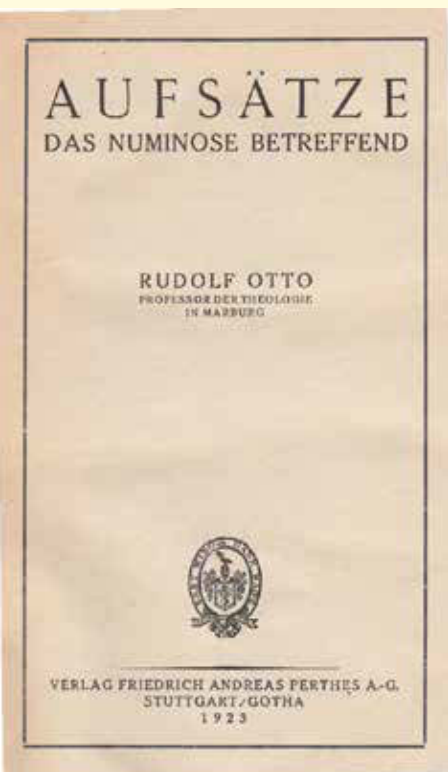 AUFSÄTZE
DAS NUMINOSE BETREFFEND
RUDOLF OTTO
PROFESSOR DER THEOLOGIE
IN MARBURG
VERLAG FRIEDRICH ANDREAS PERTHES A.-G.
STUTTGART/GOTHA
1923